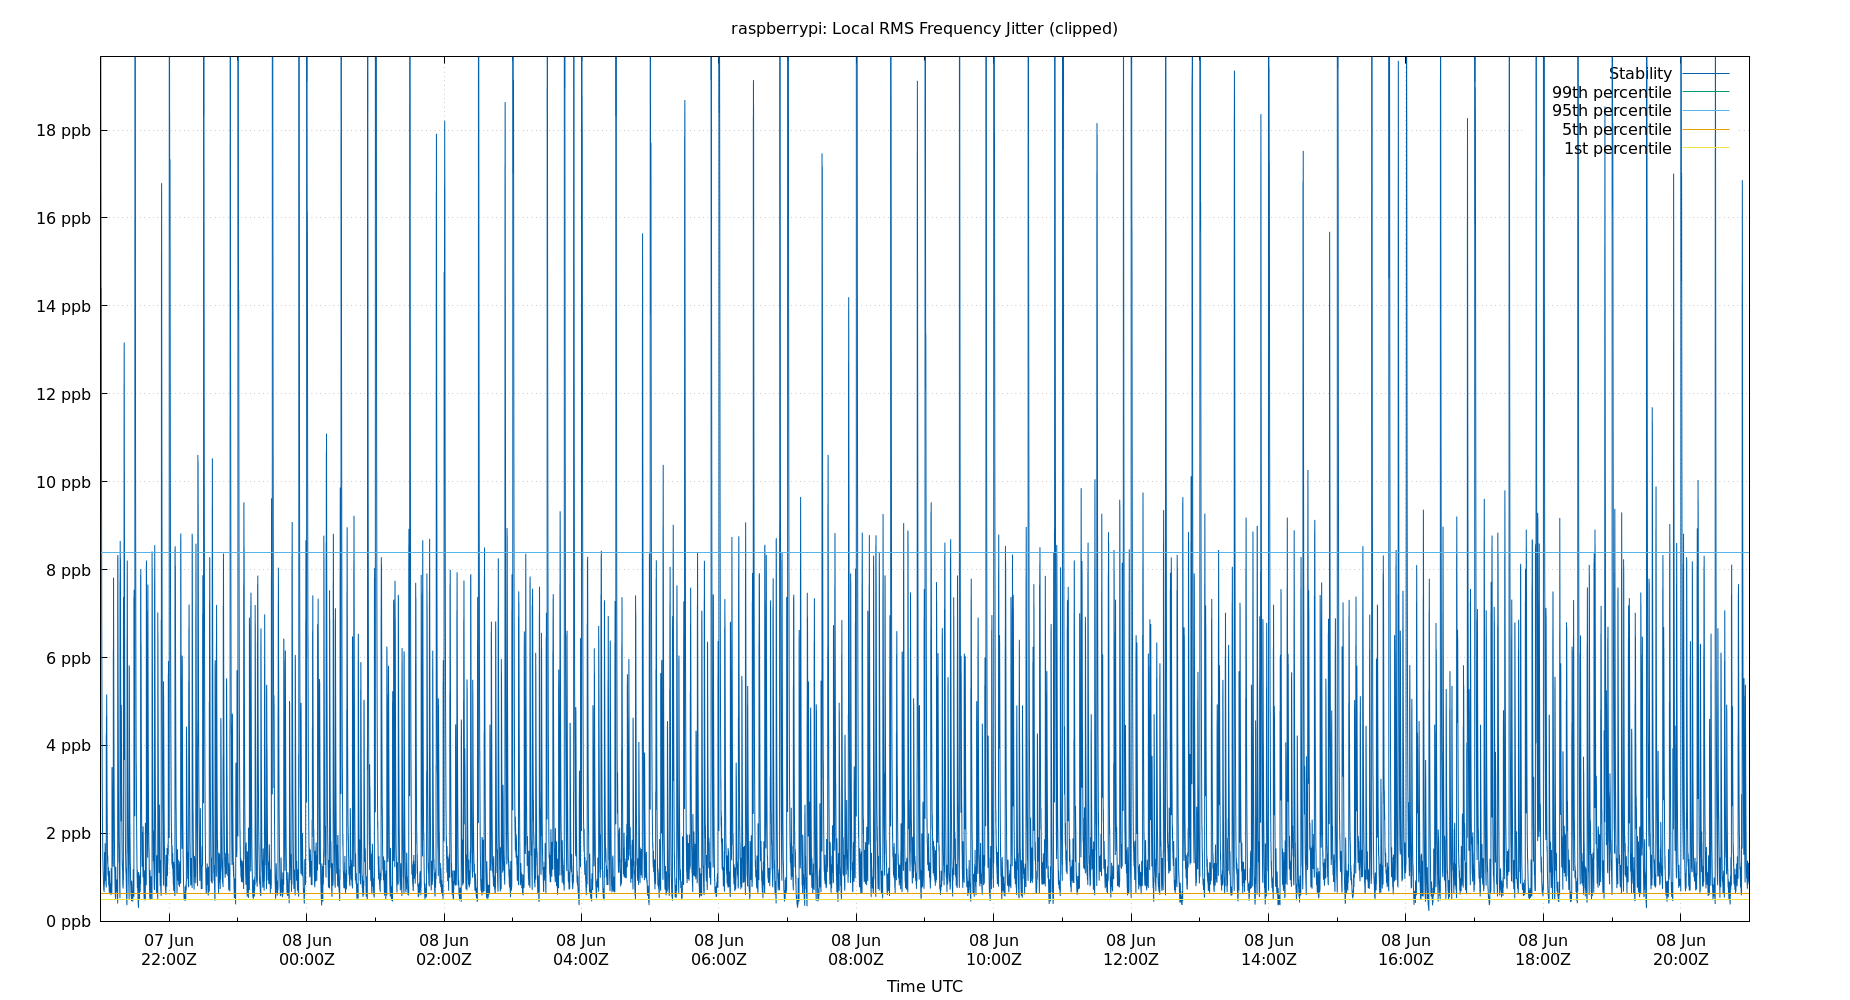 raspberrypi: Local RMS Frequency Jitter (clipped)
Stability
99th percentile
95th percentile
5th percentile
1st percentile
18 ppb
16 ppb
14 ppb
12 ppb
10 ppb
8 ppb
6 ppb
4 ppb
2 ppb
0 ppb
07 Jun 08 Jun 08 Jun 08 Jun 08 Jun 08 Jun 08 Jun 08 Jun 08 Jun 08 Jun 08 Jun 08 Jun
22:00Z 00:00Z 02:00Z 04:00Z 06:00Z 08:00Z 10:00Z 12:00Z 14:00Z 16:00Z 18:00Z 20:00Z
Time UTC